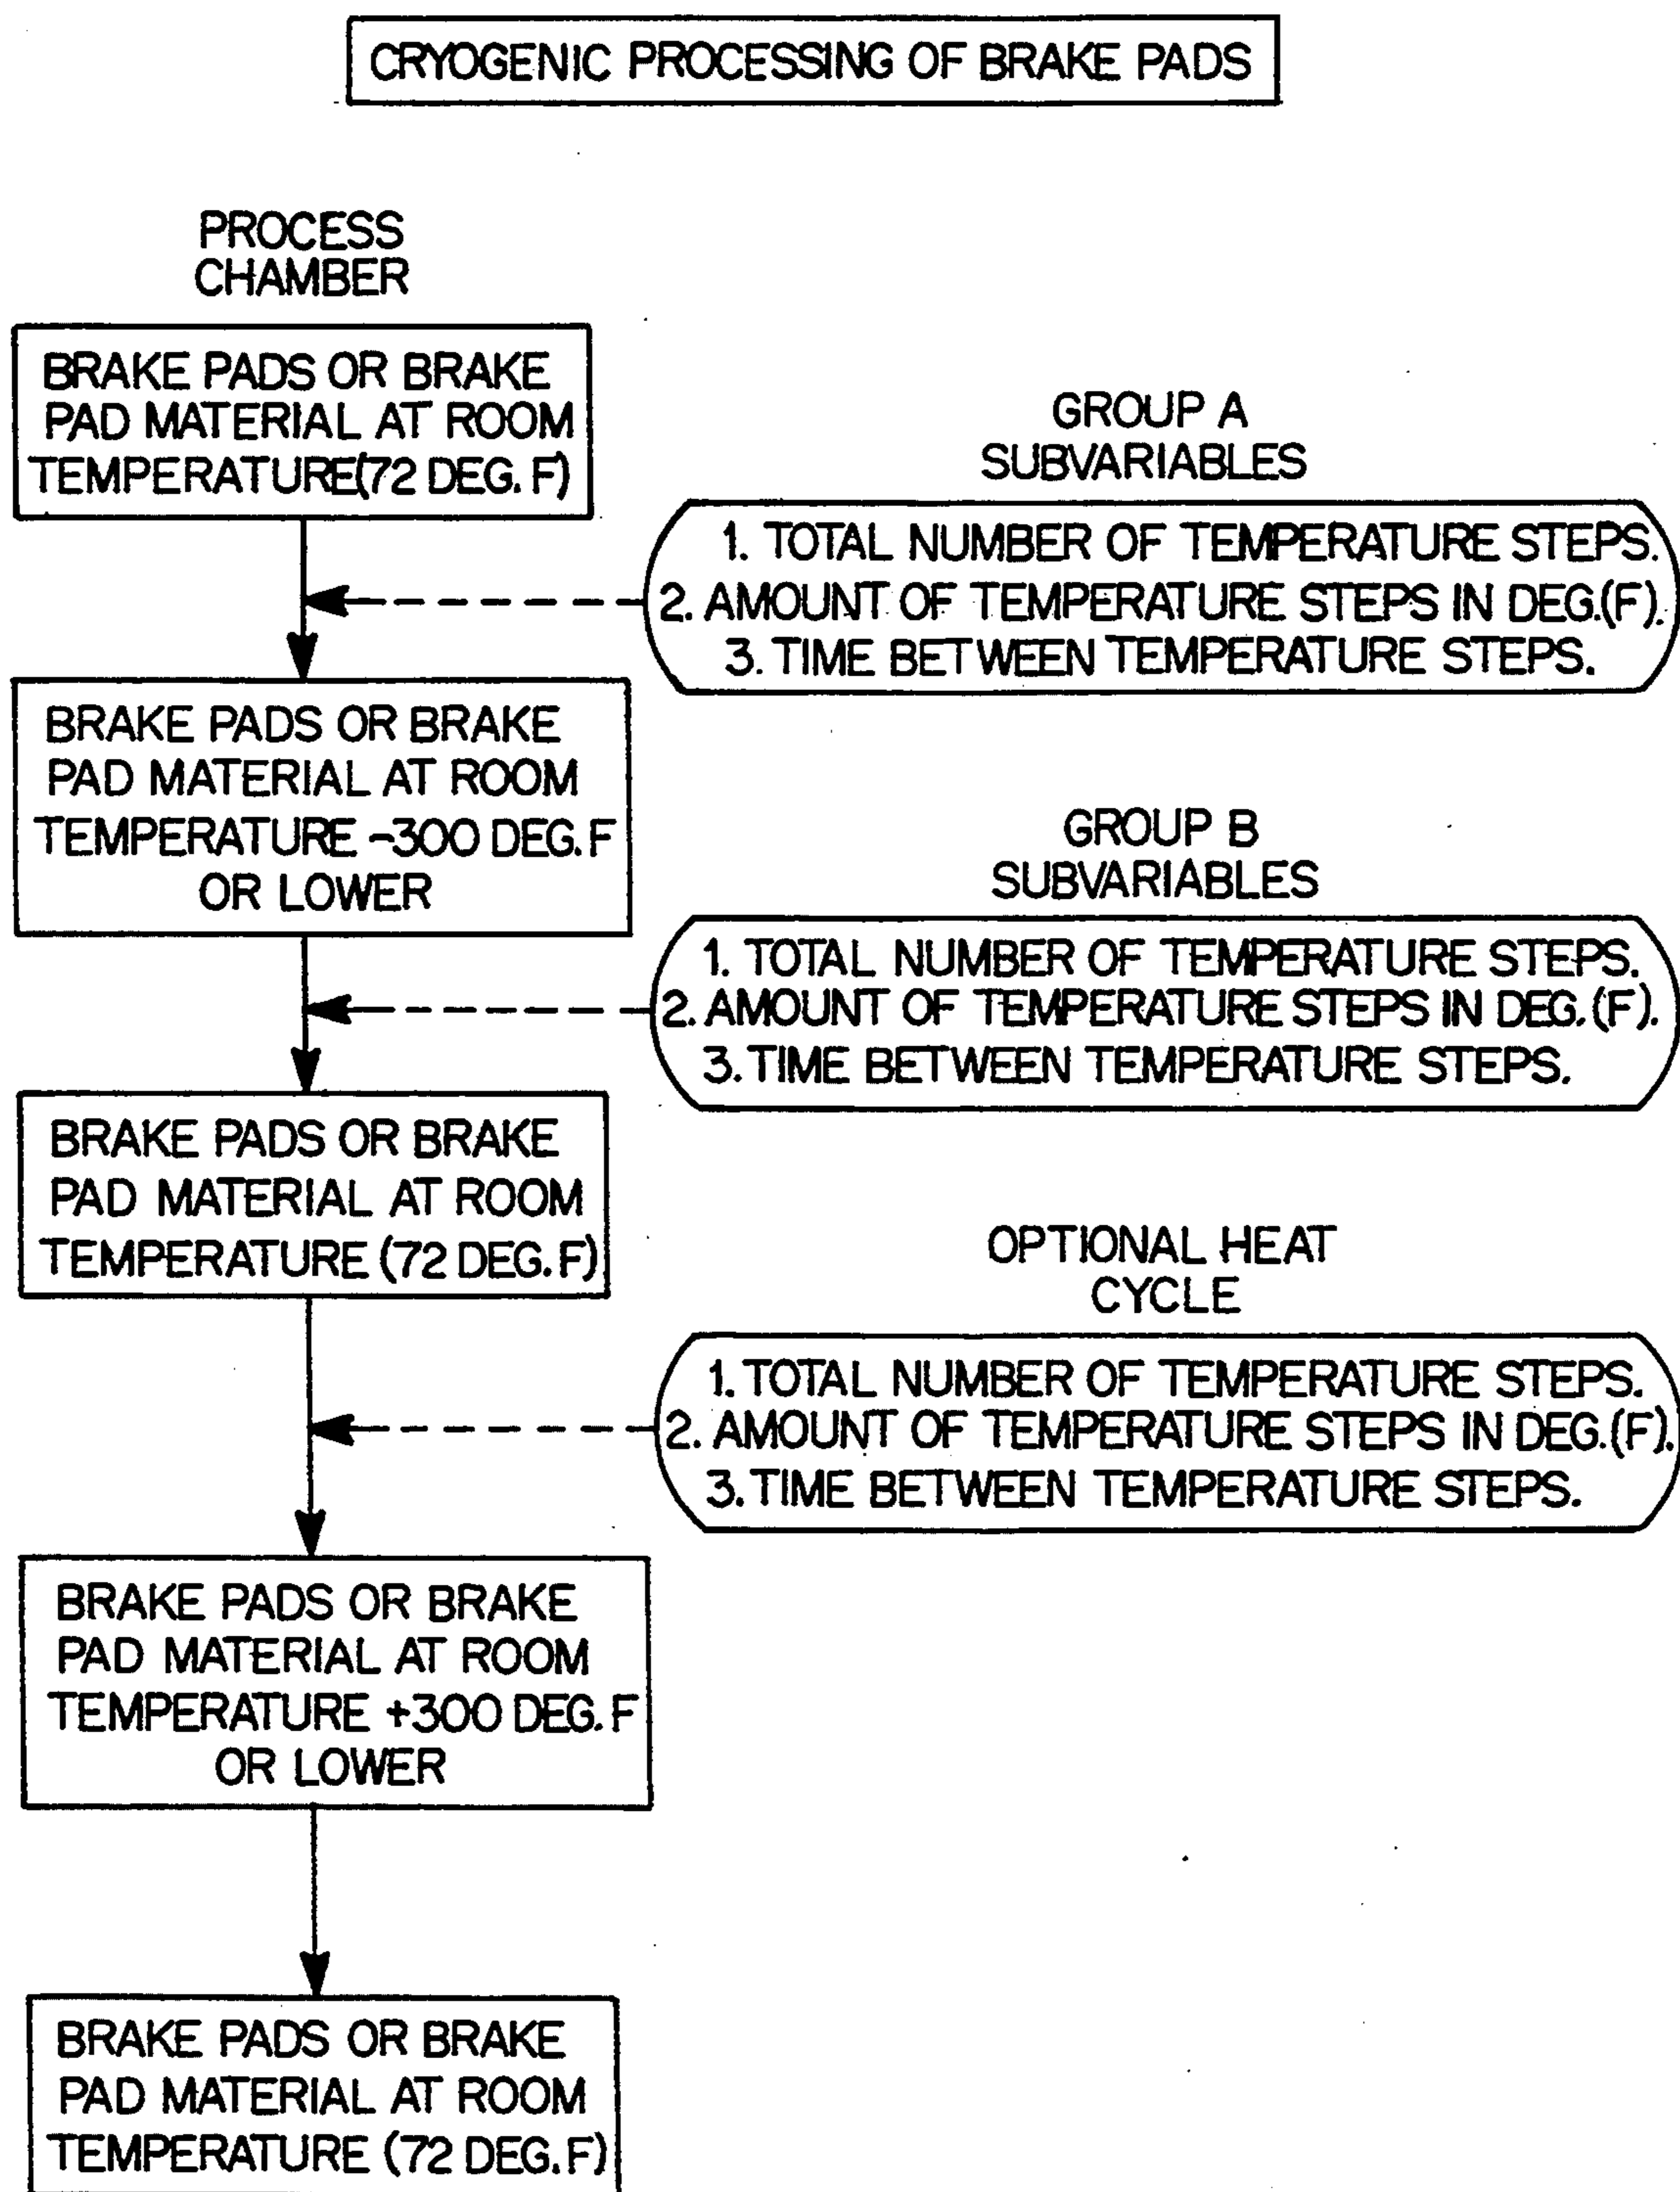 CRYOGENIC PROCESSING OF BRAKE PADS
PROCESS
CHAMBER
BRAKE PADS OR BRAKE
PAD MATERIAL AT ROOM
TEMPERATURE(72 DEG. F)
GROUP A
SUBVARIABLES
1. TOTAL NUMBER OF TEMPERATURE STEPS.
2. AMOUNT OF TEMPERATURE STEPS IN DEG.(F).
3. TIME BETWEEN TEMPERATURE STEPS.
BRAKE PADS OR BRAKE
PAD MATERIAL AT ROOM
TEMPERATURE -300 DEG. F
OR LOWER
GROUP B
SUBVARIABLES
1. TOTAL NUMBER OF TEMPERATURE STEPS.
2. AMOUNT OF TEMPERATURE STEPS IN DEG. (F).
3. TIME BETWEEN TEMPERATURE STEPS.
BRAKE PADS OR BRAKE
PAD MATERIAL AT ROOM
TEMPERATURE (72 DEG. F)
OPTIONAL HEAT
CYCLE
1. TOTAL NUMBER OF TEMPERATURE STEPS.
2. AMOUNT OF TEMPERATURE STEPS IN DEG.(F).
3. TIME BETWEEN TEMPERATURE STEPS.
BRAKE PADS OR BRAKE
PAD MATERIAL AT ROOM
TEMPERATURE +300 DEG. F
OR LOWER
BRAKE PADS OR BRAKE
PAD MATERIAL AT ROOM
TEMPERATURE (72 DEG. F)